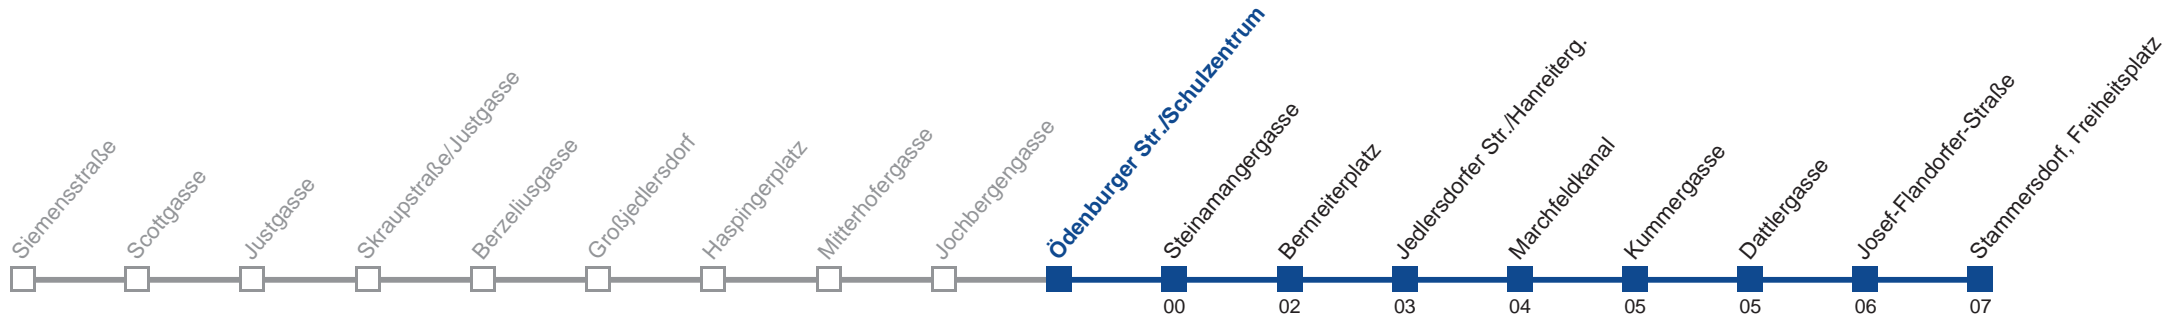 Siemensstraße
Scottgasse
Justgasse
Skraupstraße/Justgasse
Berzeliusgasse
Großjedlersdorf
Haspingerplatz
Mitterhofergasse
Jochbergengasse
Ödenburger Str./Schulzentrum
Steinamangergasse
Bernreiterplatz
Jedlersdorfer Str./Hanreiterg.
Marchfeldkanal
Kummergasse
Dattlergasse
Josef-Flandorfer-Straße
Stammersdorf, Freiheitsplatz
00 02 03 04 05 05 06 07